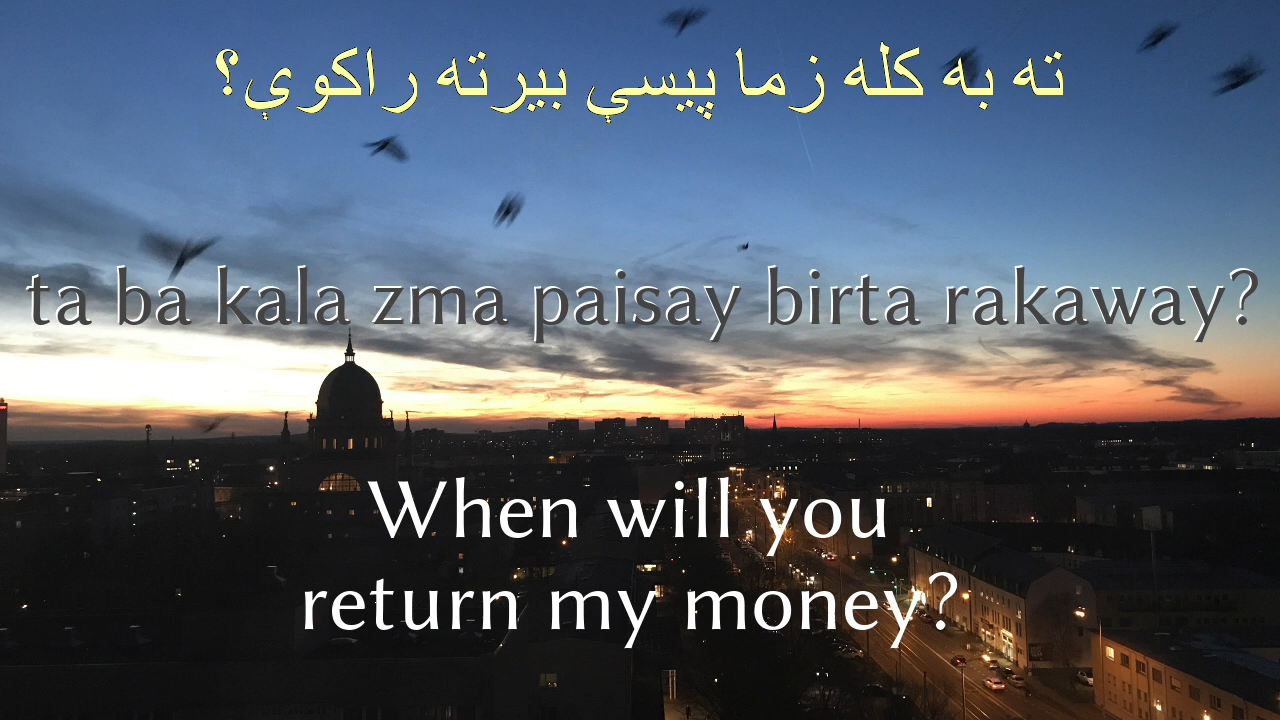 ته به کله زما پیسې بیرته راکوې؟
ta ba kala zma paisay birta rakaway?
When will you
return my money?